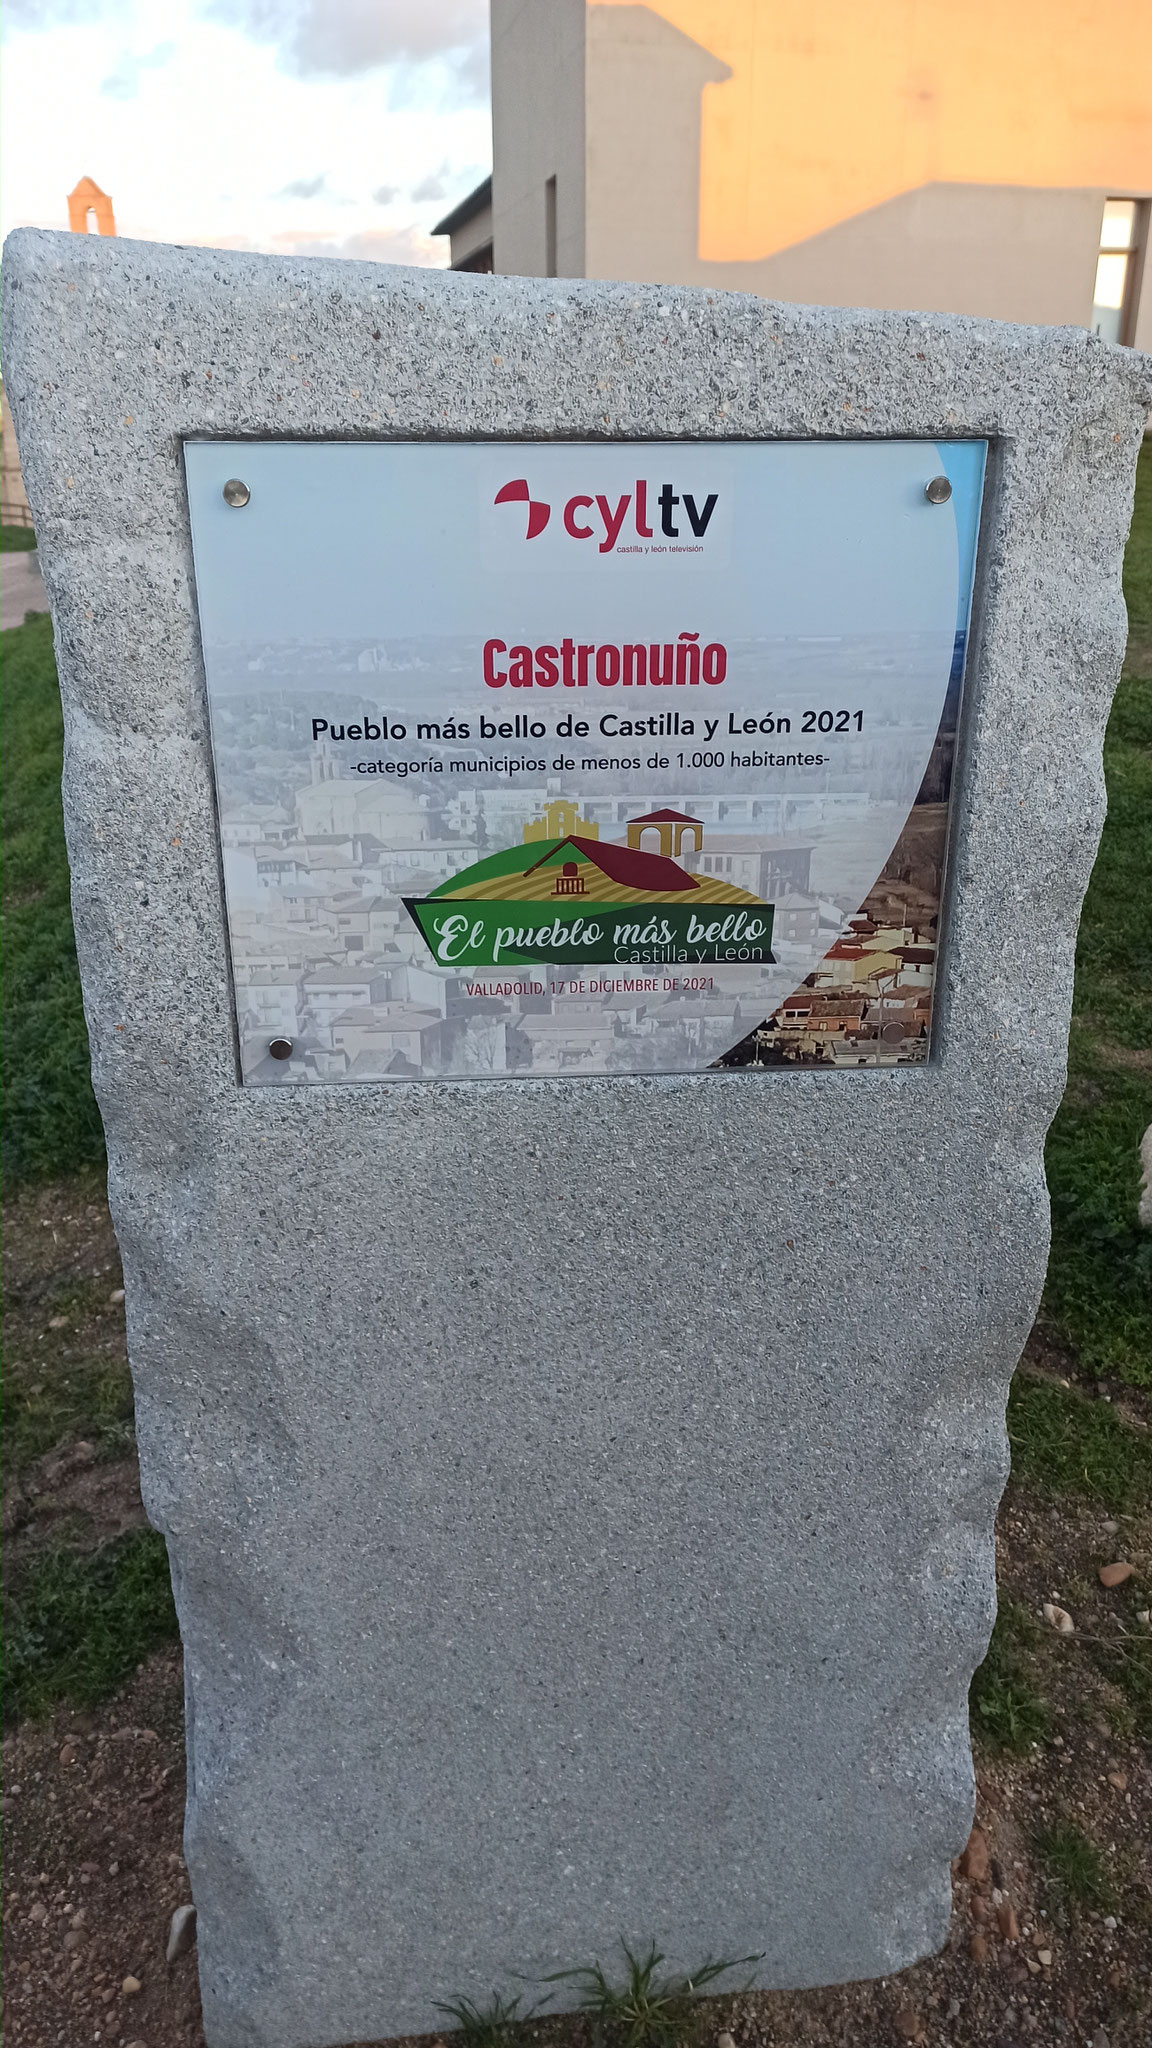 cyltv
castilla y león televisión
Castronuño
Pueblo más bello de Castilla y León 2021
-categoría municipios de menos de 1.000 habitantes-
El pueblo más bello
Castilla y León
VALLADOLID, 17 DE DICIEMBRE DE 2021